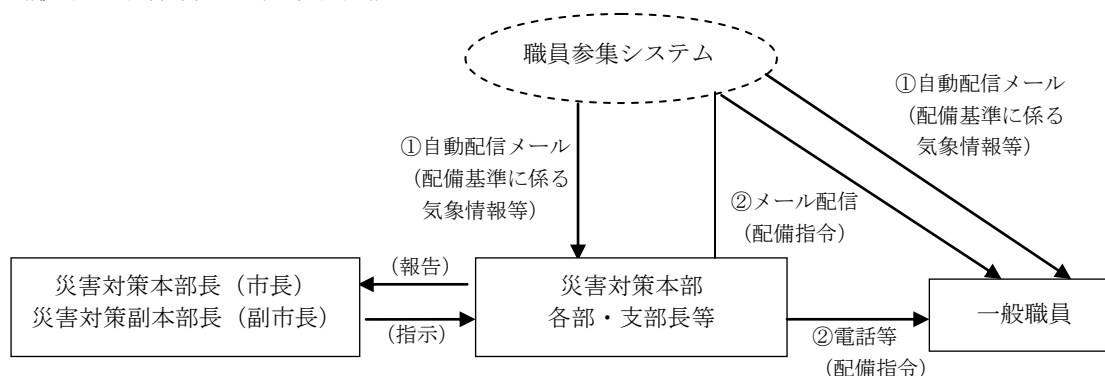 職員参集システム
①自動配信メール
(配備基準に係る
気象情報等)
①自動配信メール
(配備基準に係る
気象情報等)
②メール配信
(配備指令)
災害対策本部長（市長）
災害対策副本部長（副市長）
(報告)
(指示)
災害対策本部
各部・支部長等
②電話等
(配備指令)
一般職員